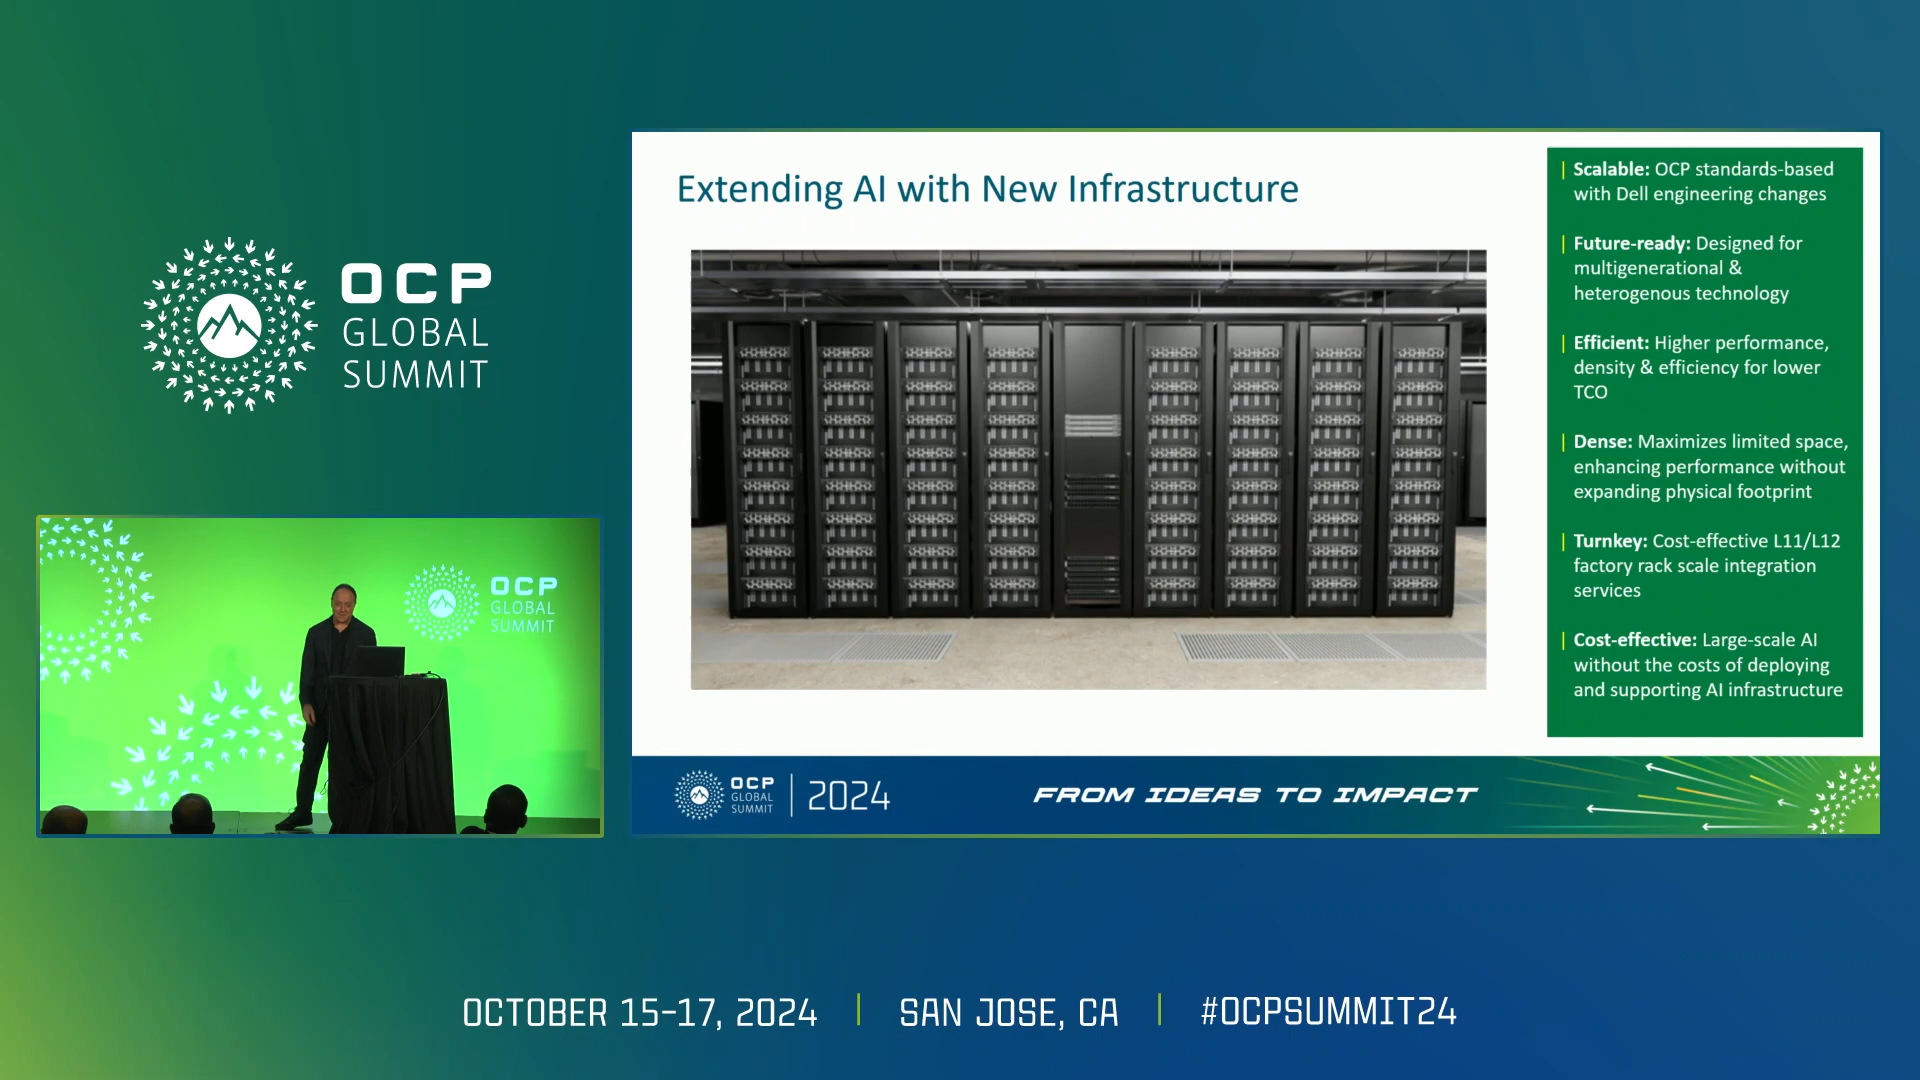 OCP
GLOBAL
SUMMIT
OCP
GLOBAL
SUMMIT
Extending AI with New Infrastructure
Scalable: OCP standards-based
with Dell engineering changes
Future-ready: Designed for
multigenerational &
heterogenous technology
Efficient: Higher performance,
density & efficiency for lower
TCO
Dense: Maximizes limited space,
enhancing performance without
expanding physical footprint
Turnkey: Cost-effective L11/L12
factory rack scale integration
services
Cost-effective: Large-scale AI
without the costs of deploying
and supporting AI infrastructure
OCP
GLOBAL
SUMMIT
2024
FROM IDEAS TO IMPACT
OCTOBER 15-17, 2024 | SAN JOSE, CA | #OCPSUMMIT24